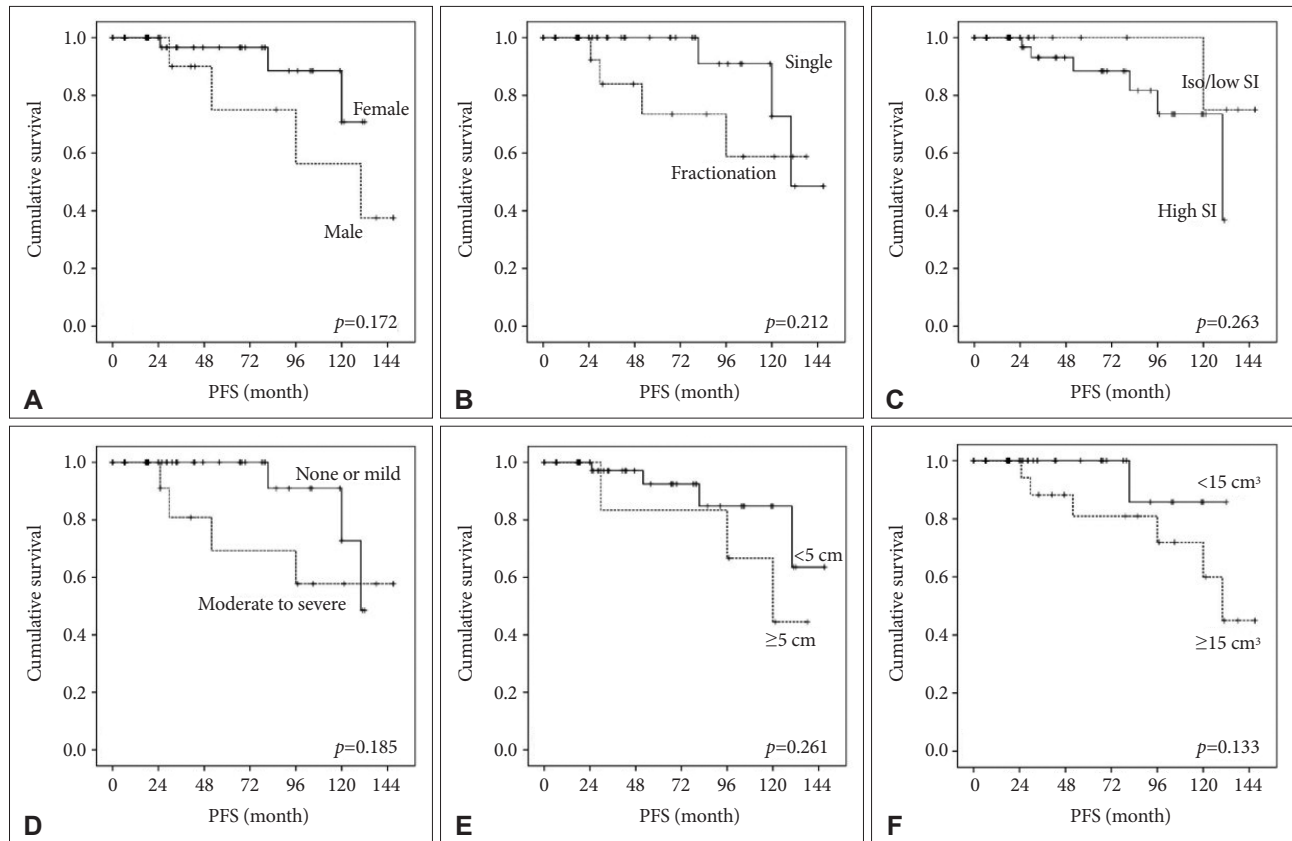 1.0
0.8
0.6
0.4
0.2
0.0
Cumulative survival
Female
Male
p=0.172
0 24 48 72 96 120 144
PFS (month)
A
1.0
0.8
0.6
0.4
0.2
0.0
Cumulative survival
Single
Fractionation
p=0.212
0 24 48 72 96 120 144
PFS (month)
B
1.0
0.8
0.6
0.4
0.2
0.0
Cumulative survival
Iso/low SI
High SI
p=0.263
0 24 48 72 96 120 144
PFS (month)
C
1.0
0.8
0.6
0.4
0.2
0.0
Cumulative survival
None or mild
Moderate to severe
p=0.185
0 24 48 72 96 120 144
PFS (month)
D
1.0
0.8
0.6
0.4
0.2
0.0
Cumulative survival
<5 cm
≥5 cm
p=0.261
0 24 48 72 96 120 144
PFS (month)
E
1.0
0.8
0.6
0.4
0.2
0.0
Cumulative survival
<15 cm³
≥15 cm³
p=0.133
0 24 48 72 96 120 144
PFS (month)
F